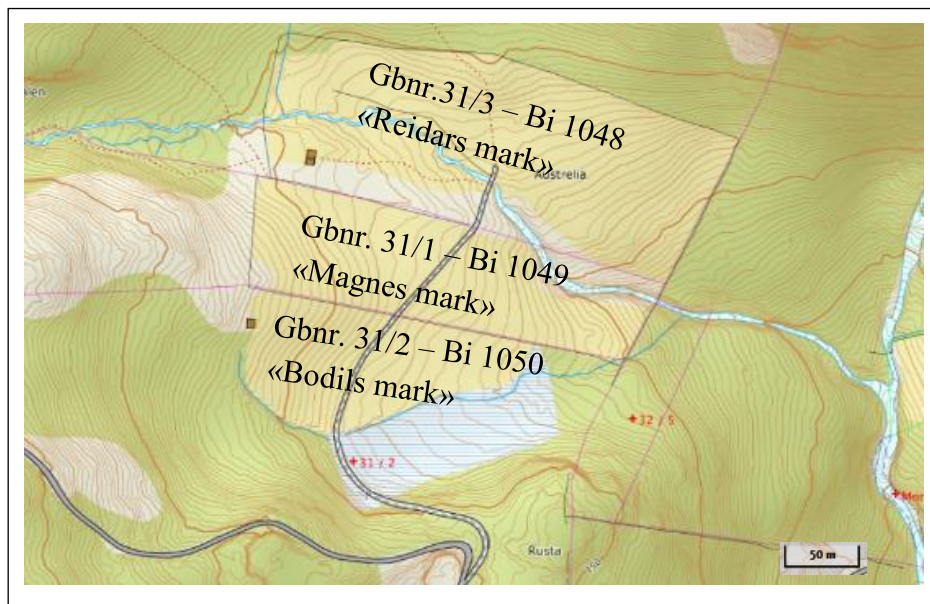 Gbnr.31/3 – Bi 1048
«Reidars mark»
Austrelia
Gbnr. 31/1 – Bi 1049
«Magnes mark»
Gbnr. 31/2 – Bi 1050
«Bodils mark»
32 / 5
31 / 2
Rusta
50 m